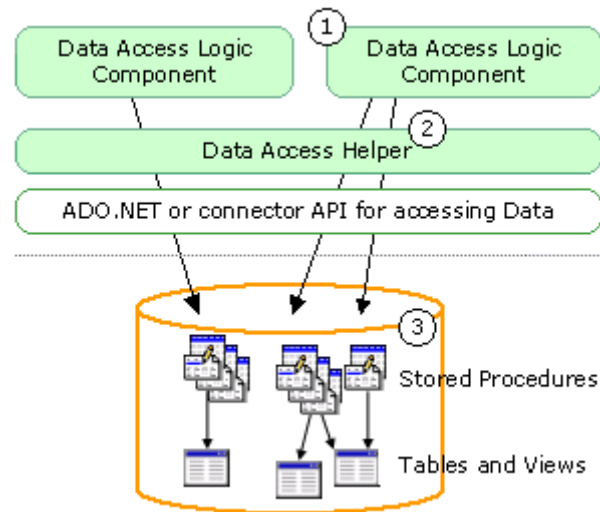 Data Access Logic
Component
1
Data Access Logic
Component
2
Data Access Helper
ADO.NET or connector API for accessing Data
3
Stored Procedures
Tables and Views